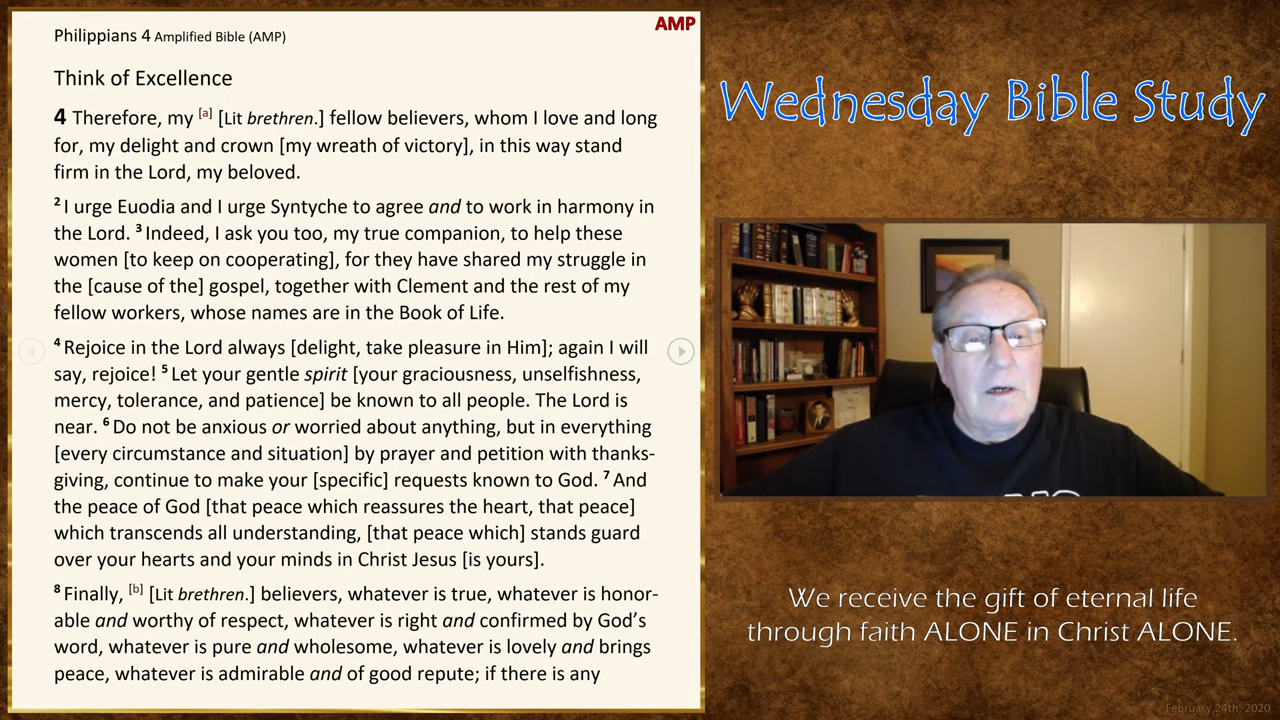 AMP
Philippians 4 Amplified Bible (AMP)
Think of Excellence
4 Therefore, my [a] [Lit brethren.] fellow believers, whom I love and long
for, my delight and crown [my wreath of victory], in this way stand
firm in the Lord, my beloved.
2 I urge Euodia and I urge Syntyche to agree and to work in harmony in
the Lord. 3 Indeed, I ask you too, my true companion, to help these
women [to keep on cooperating], for they have shared my struggle in
the [cause of the] gospel, together with Clement and the rest of my
fellow workers, whose names are in the Book of Life.
4 Rejoice in the Lord always [delight, take pleasure in Him]; again I will
say, rejoice! 5 Let your gentle spirit [your graciousness, unselfishness,
mercy, tolerance, and patience] be known to all people. The Lord is
near. 6 Do not be anxious or worried about anything, but in everything
[every circumstance and situation] by prayer and petition with thanks-
giving, continue to make your [specific] requests known to God. 7 And
the peace of God [that peace which reassures the heart, that peace]
which transcends all understanding, [that peace which] stands guard
over your hearts and your minds in Christ Jesus [is yours].
8 Finally, [b] [Lit brethren.] believers, whatever is true, whatever is honor-
able and worthy of respect, whatever is right and confirmed by God's
word, whatever is pure and wholesome, whatever is lovely and brings
peace, whatever is admirable and of good repute; if there is any
Wednesday Bible Study
We receive the gift of eternal life
through faith ALONE in Christ ALONE.
February 24th, 2020